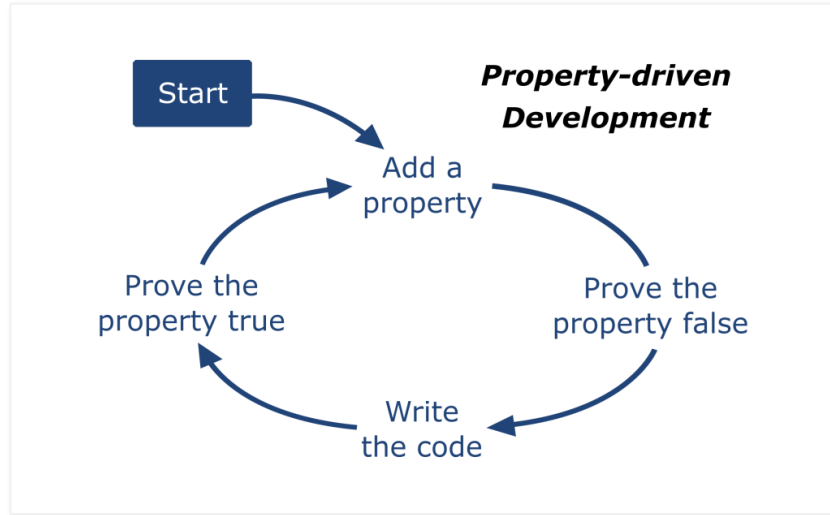 Start
Property-driven
Development
Add a
property
Prove the
property false
Write
the code
Prove the
property true